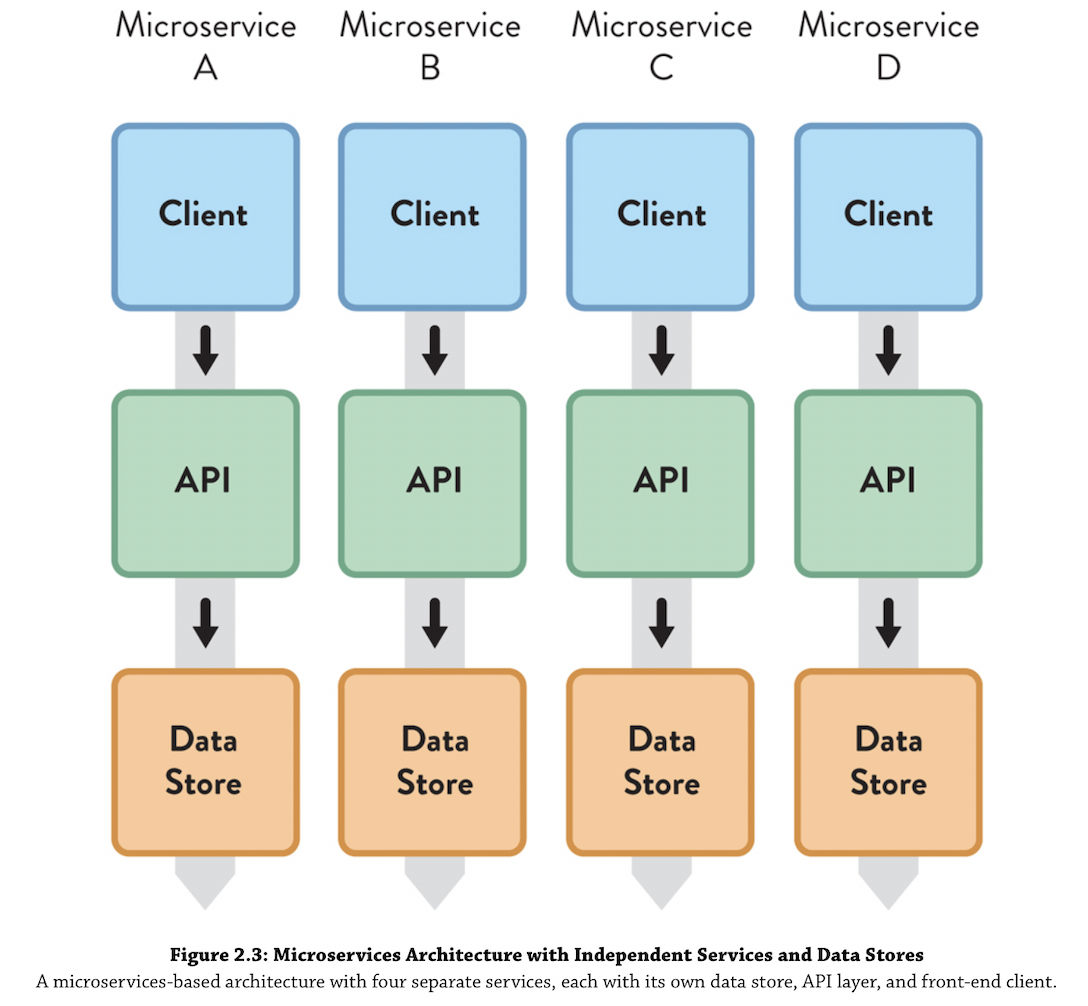 Microservice A
Microservice B
Microservice C
Microservice D
Client
Client
Client
Client
API
API
API
API
Data Store
Data Store
Data Store
Data Store
Figure 2.3: Microservices Architecture with Independent Services and Data Stores
A microservices-based architecture with four separate services, each with its own data store, API layer, and front-end client.